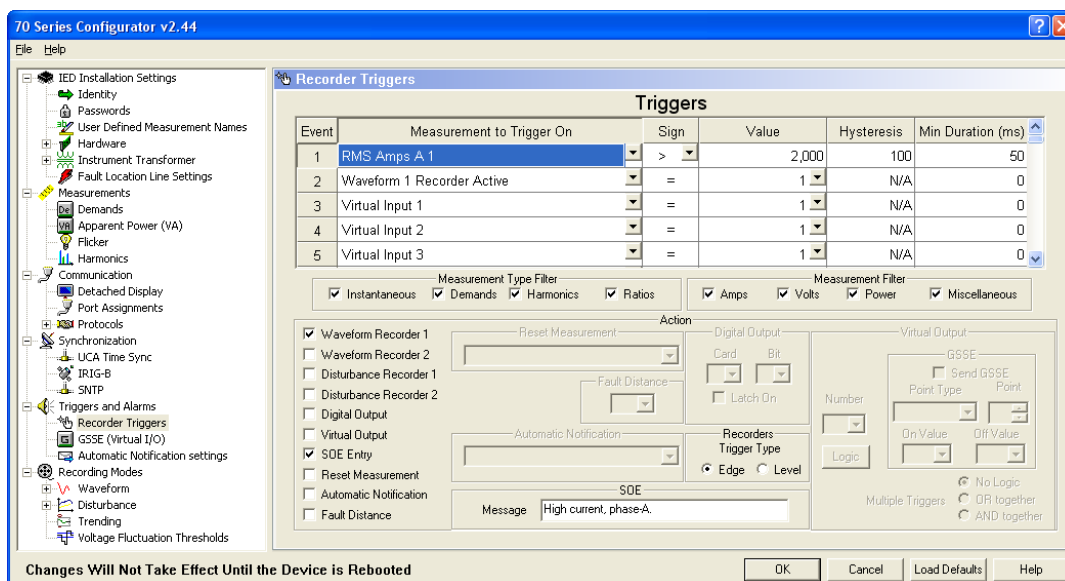 70 Series Configurator v2.44
File Help
IED Installation Settings
Identity
Passwords
User Defined Measurement Names
Hardware
Instrument Transformer
Fault Location Line Settings
Measurements
De Demands
VA Apparent Power (VA)
Flicker
Harmonics
Communication
Detached Display
Port Assignments
Protocols
Synchronization
UCA Time Sync
IRIG-B
SNTP
Triggers and Alarms
Recorder Triggers
G GSSE (Virtual I/O)
Automatic Notification settings
Recording Modes
Waveform
Disturbance
Trending
Voltage Fluctuation Thresholds
Recorder Triggers
Triggers
Event Measurement to Trigger On Sign Value Hysteresis Min Duration (ms)
1 RMS Amps A 1 > 2,000 100 50
2 Waveform 1 Recorder Active = 1 N/A 0
3 Virtual Input 1 = 1 N/A 0
4 Virtual Input 2 = 1 N/A 0
5 Virtual Input 3 = 1 N/A 0
Measurement Type Filter
Instantaneous Demands Harmonics Ratios
Measurement Filter
Amps Volts Power Miscellaneous
Action
Waveform Recorder 1
Waveform Recorder 2
Disturbance Recorder 1
Disturbance Recorder 2
Digital Output
Virtual Output
SOE Entry
Reset Measurement
Automatic Notification
Fault Distance
Reset Measurement
Fault Distance
Automatic Notification
Digital Output
Card Bit
Latch On
Recorders
Trigger Type
Edge Level
SOE
Message High current, phase-A.
Virtual Output
Number
Logic
GSSE
Send GSSE
Point Type Point
On Value Off Value
Multiple Triggers
No Logic
OR together
AND together
Changes Will Not Take Effect Until the Device is Rebooted
OK Cancel Load Defaults Help